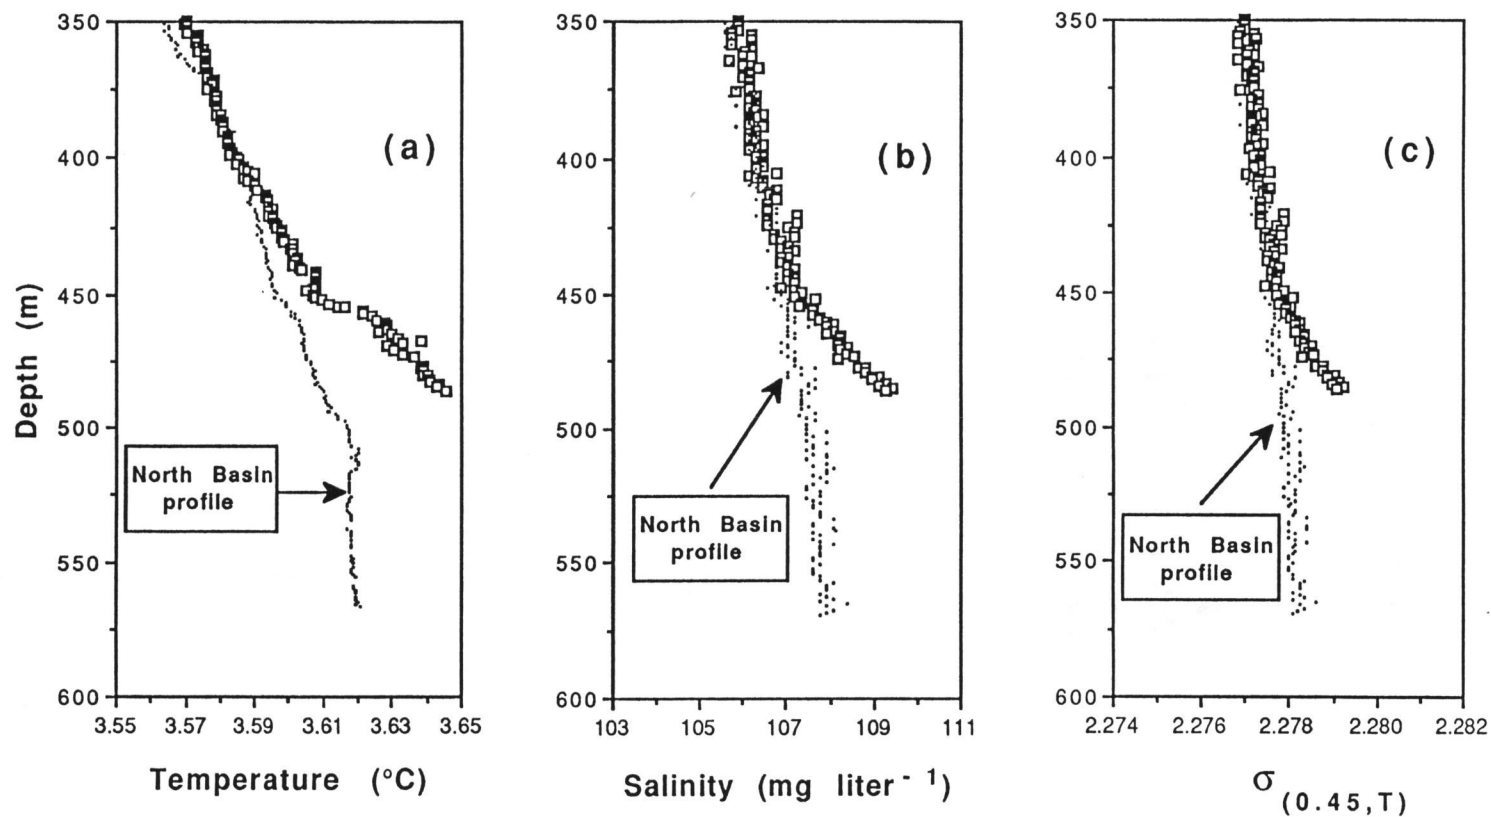 350
400
450
500
550
600
3.55
3.57
3.59
3.61
3.63
3.65
Depth (m)
Temperature (°C)
(a)
North Basin
profile
350
400
450
500
550
600
103
105
107
109
111
Salinity (mg liter⁻¹)
(b)
North Basin
profile
350
400
450
500
550
600
2.274
2.276
2.278
2.280
2.282
σ(0.45,T)
(c)
North Basin
profile